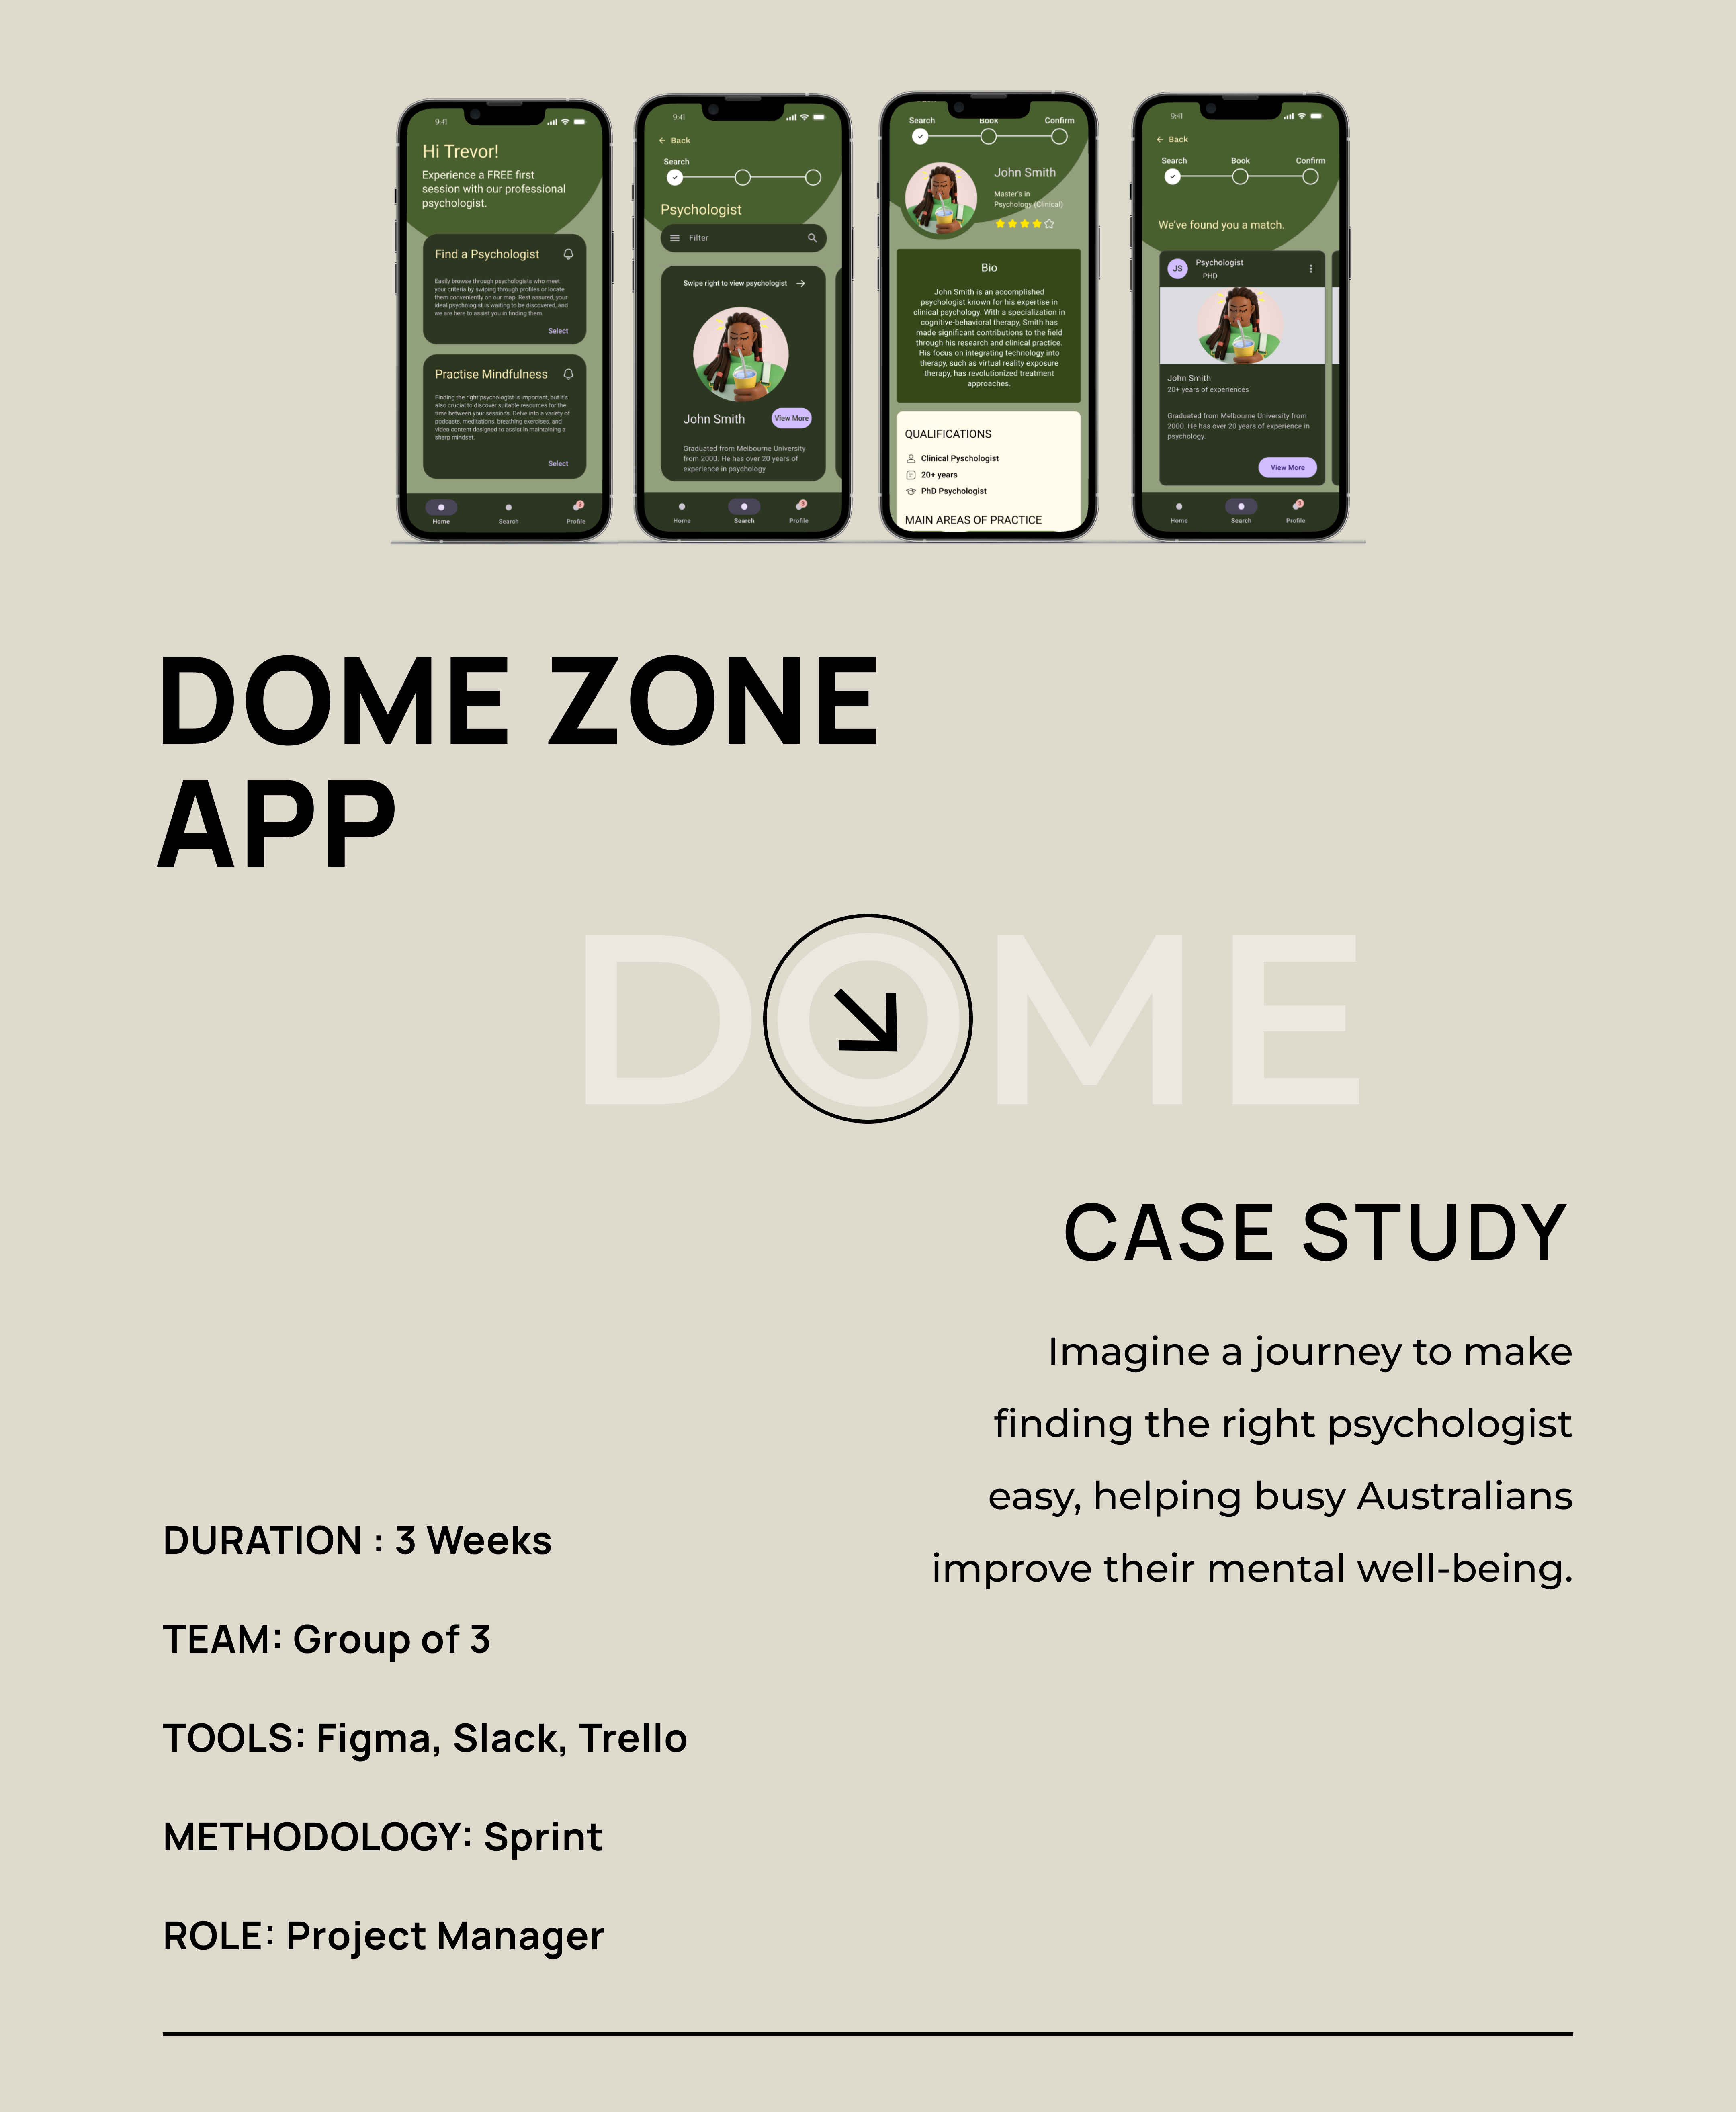 9:41
Hi Trevor!
Experience a FREE first
session with our professional
psychologist.
Find a Psychologist
Easily browse through psychologists who meet
your criteria by swiping through profiles or locate
them conveniently on our map. Rest assured, your
ideal psychologist is waiting to be discovered, and
we are here to assist you in finding them.
Select
Practise Mindfulness
Finding the right psychologist is important, but it's
also crucial to discover suitable resources for the
time between your sessions. Delve into a variety of
podcasts, meditations, breathing exercises, and
video content designed to assist in maintaining a
sharp mindset.
Select
3
Home Search Profile
9:41
Back
Search
Psychologist
Filter
Swipe right to view psychologist
John Smith
View More
Graduated from Melbourne University
from 2000. He has over 20 years of
experience in psychology
3
Home Search Profile
Search Book Confirm
John Smith
Master's in
Psychology (Clinical)
Bio
John Smith is an accomplished
psychologist known for his expertise in
clinical psychology. With a specialization in
cognitive-behavioral therapy, Smith has
made significant contributions to the field
through his research and clinical practice.
His focus on integrating technology into
therapy, such as virtual reality exposure
therapy, has revolutionized treatment
approaches.
QUALIFICATIONS
Clinical Pyschologist
20+ years
PhD Psychologist
MAIN AREAS OF PRACTICE
9:41
Back
Search Book Confirm
We've found you a match.
JS
Psychologist
PHD
John Smith
20+ years of experiences
Graduated from Melbourne University from
2000. He has over 20 years of experience in
psychology.
View More
3
Home Search Profile
DOME ZONE
APP
DOME
CASE STUDY
Imagine a journey to make
finding the right psychologist
easy, helping busy Australians
improve their mental well-being.
DURATION : 3 Weeks
TEAM: Group of 3
TOOLS: Figma, Slack, Trello
METHODOLOGY: Sprint
ROLE: Project Manager